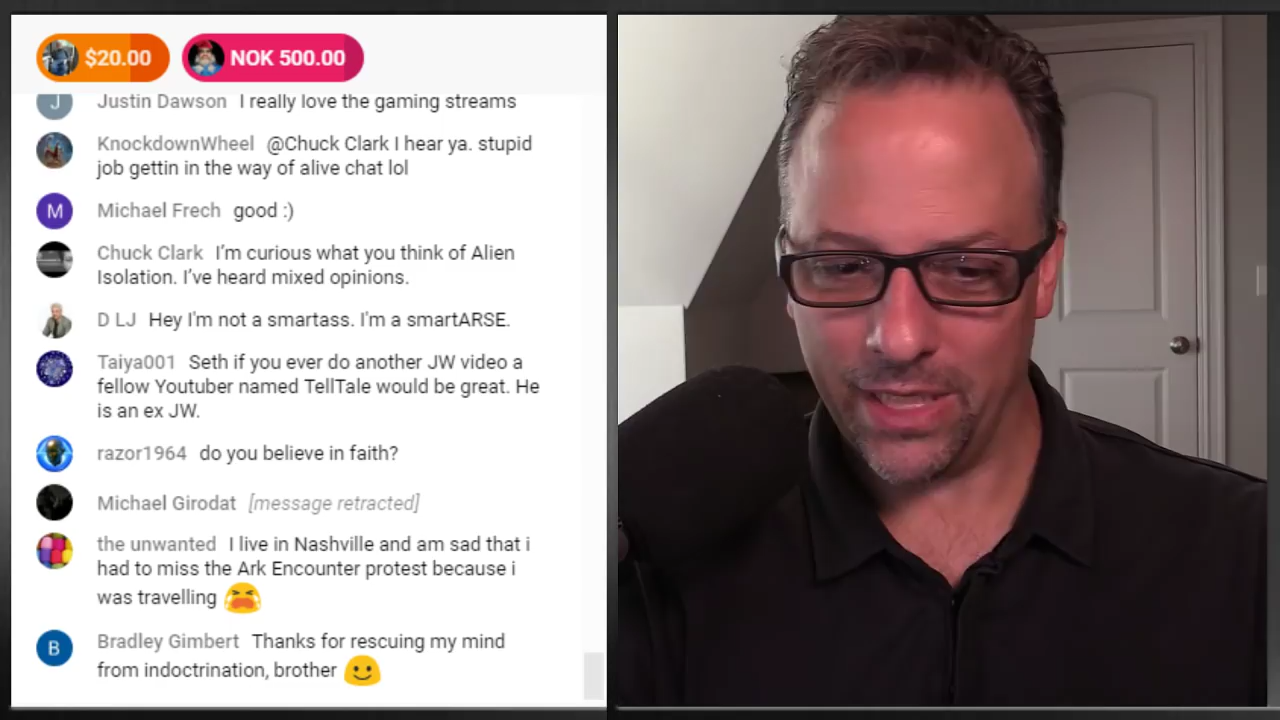 $20.00
NOK 500.00
J
Justin Dawson I really love the gaming streams
KnockdownWheel @Chuck Clark I hear ya. stupid
job gettin in the way of alive chat lol
M
Michael Frech good :)
Chuck Clark I'm curious what you think of Alien
Isolation. I've heard mixed opinions.
D LJ Hey I'm not a smartass. I'm a smartARSE.
Taiya001 Seth if you ever do another JW video a
fellow Youtuber named TellTale would be great. He
is an ex JW.
razor1964 do you believe in faith?
Michael Girodat [message retracted]
the unwanted I live in Nashville and am sad that i
had to miss the Ark Encounter protest because i
was travelling
B
Bradley Gimbert Thanks for rescuing my mind
from indoctrination, brother